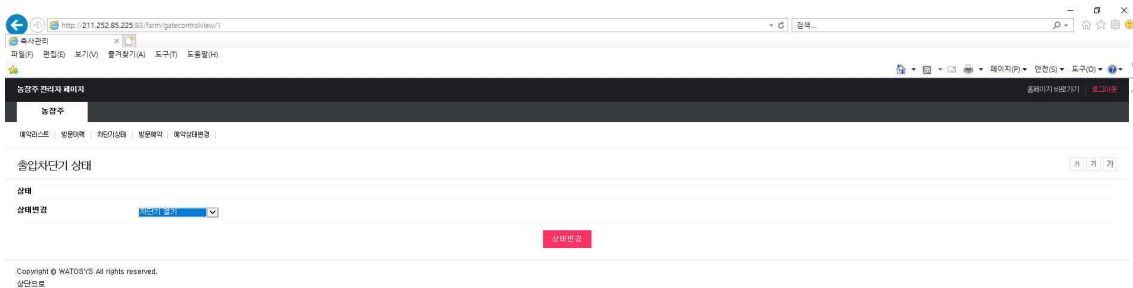 http://211.252.85.225:83/farm/gatecontrolview/1
검색...
축사관리
파일(F) 편집(E) 보기(V) 즐겨찾기(A) 도구(T) 도움말(H)
페이지(P) 안전(S) 도구(O)
농장주 관리자 페이지
홈페이지 바로가기 | 로그아웃
농장주
예약리스트 | 방문이력 | 차단기상태 | 방문예약 | 예약상태변경 |
출입차단기 상태
가 가 가
상태
상태변경
차단기 열기
상태변경
Copyright © WATOSYS All rights reserved.
상단으로